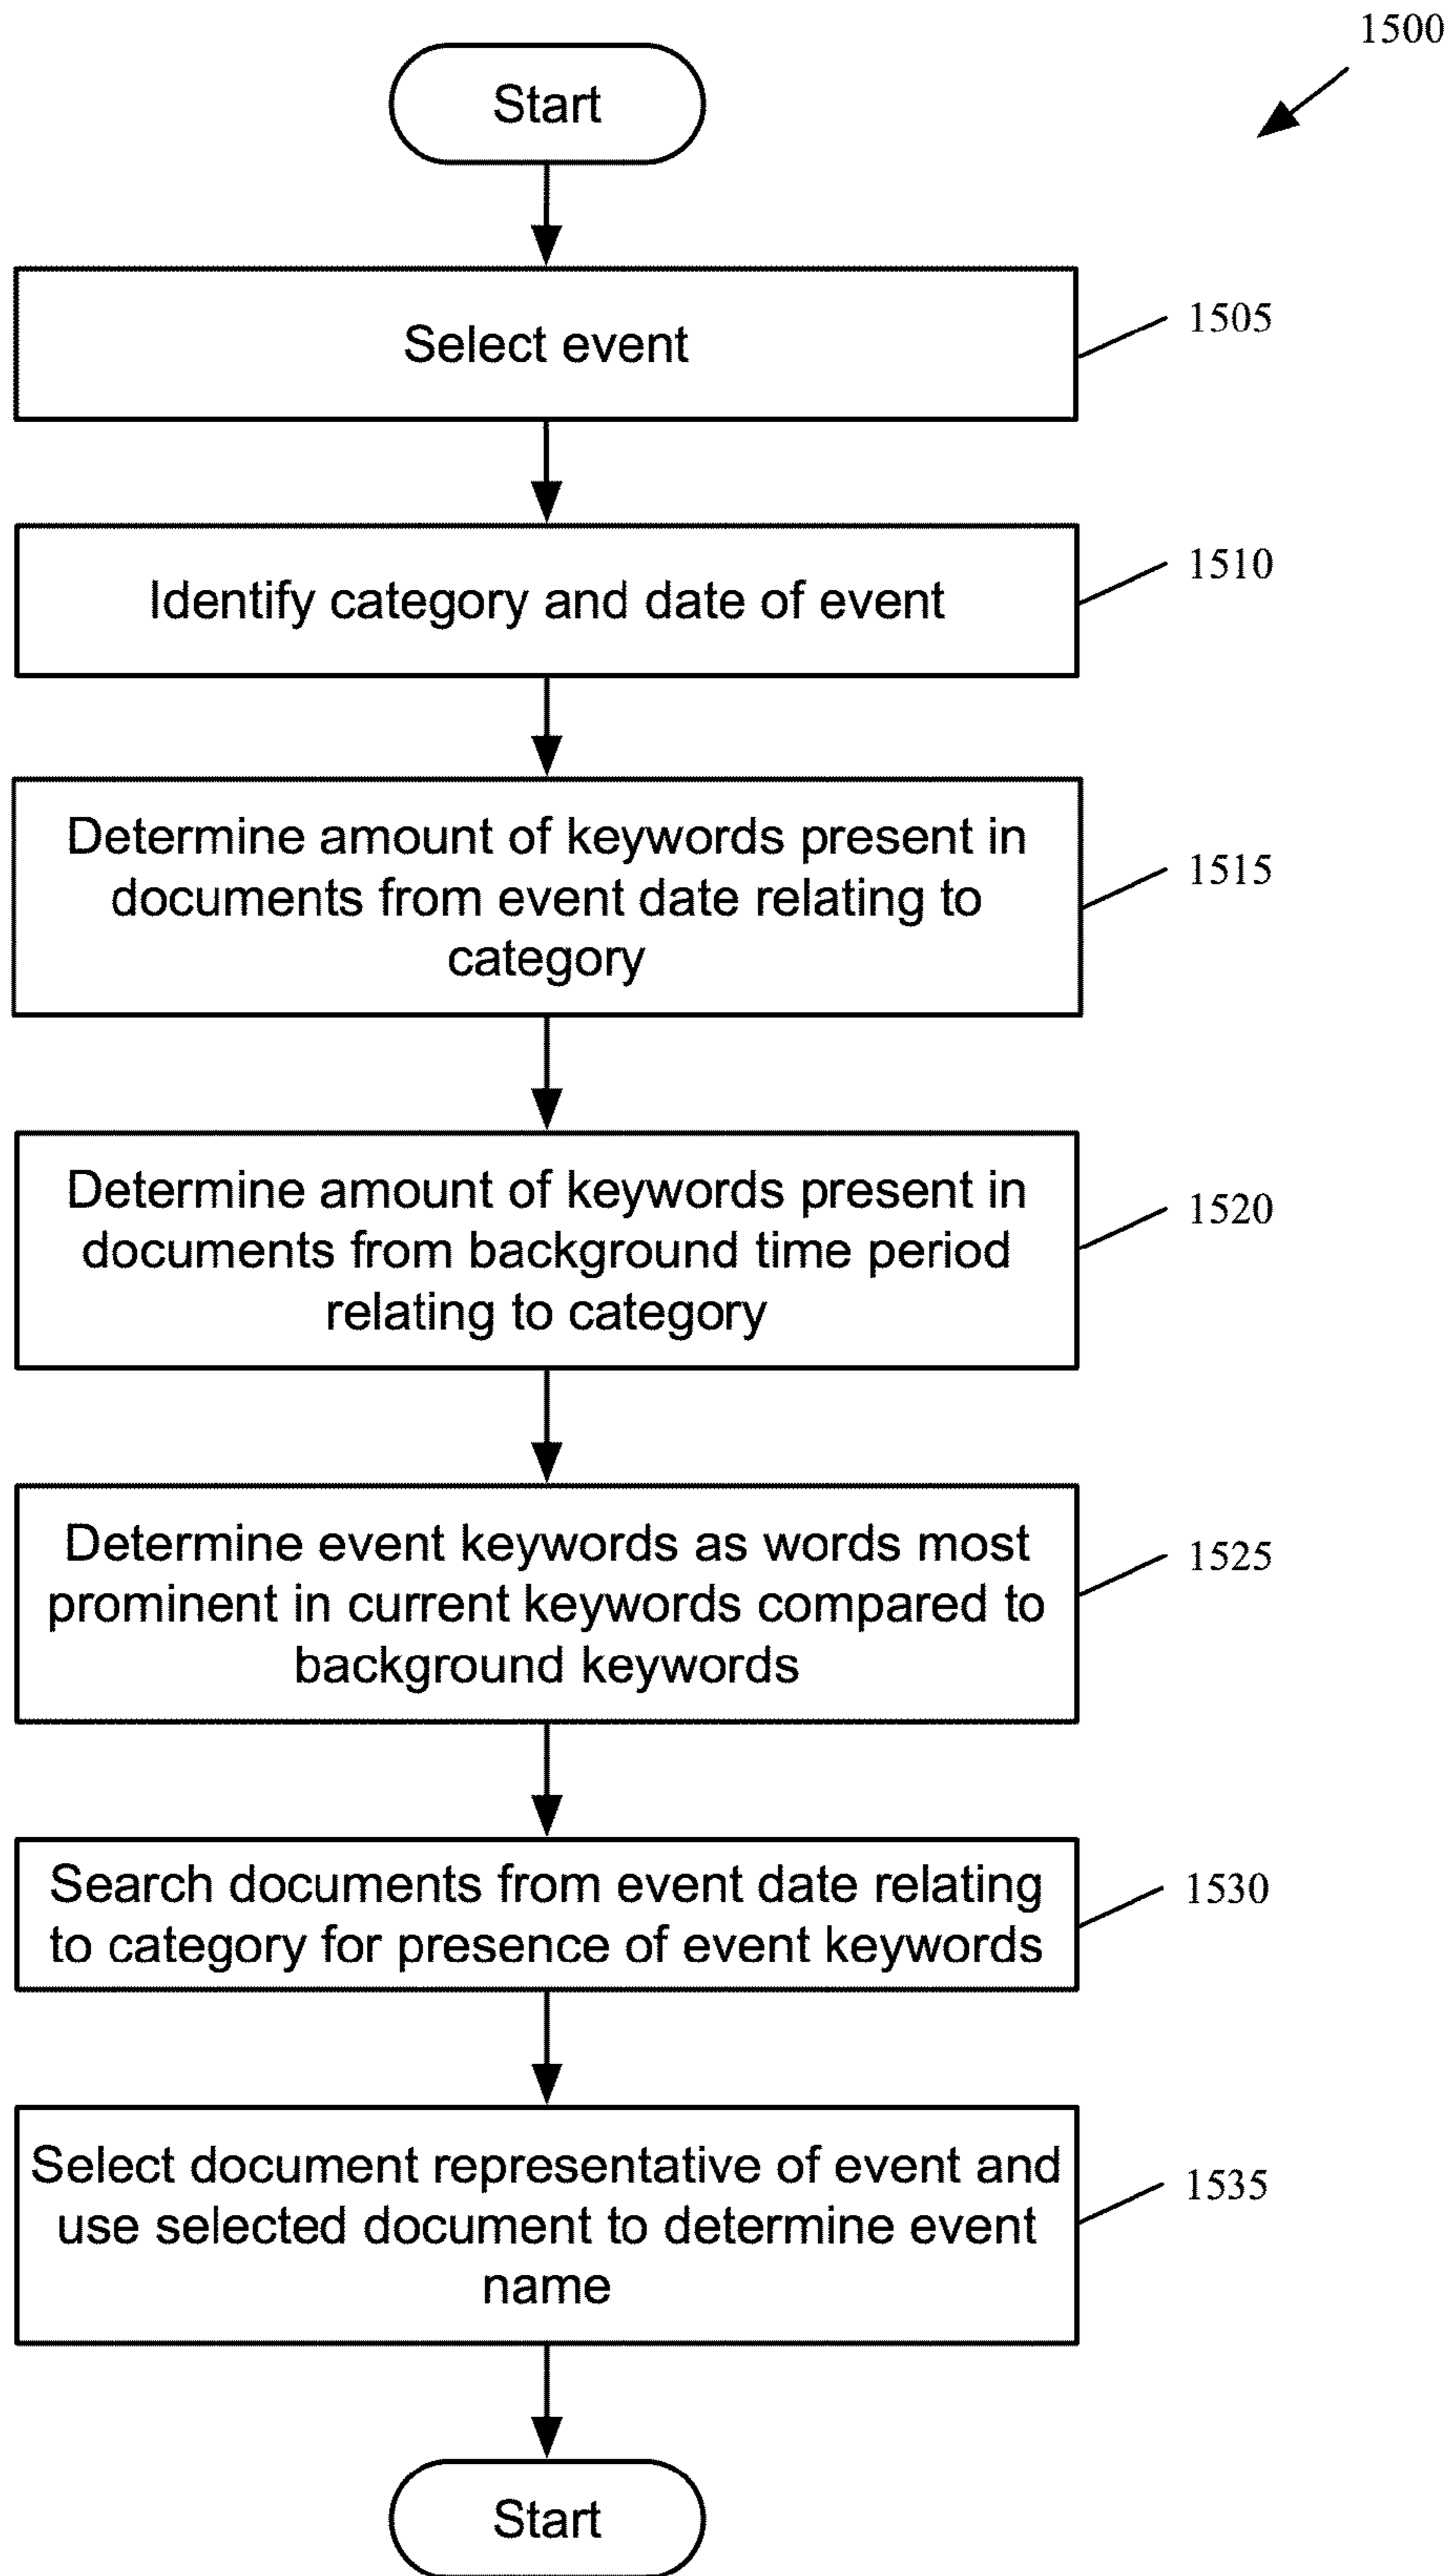 1500
Start
Select event
1505
Identify category and date of event
1510
Determine amount of keywords present in
documents from event date relating to
category
1515
Determine amount of keywords present in
documents from background time period
relating to category
1520
Determine event keywords as words most
prominent in current keywords compared to
background keywords
1525
Search documents from event date relating
to category for presence of event keywords
1530
Select document representative of event and
use selected document to determine event
name
1535
Start